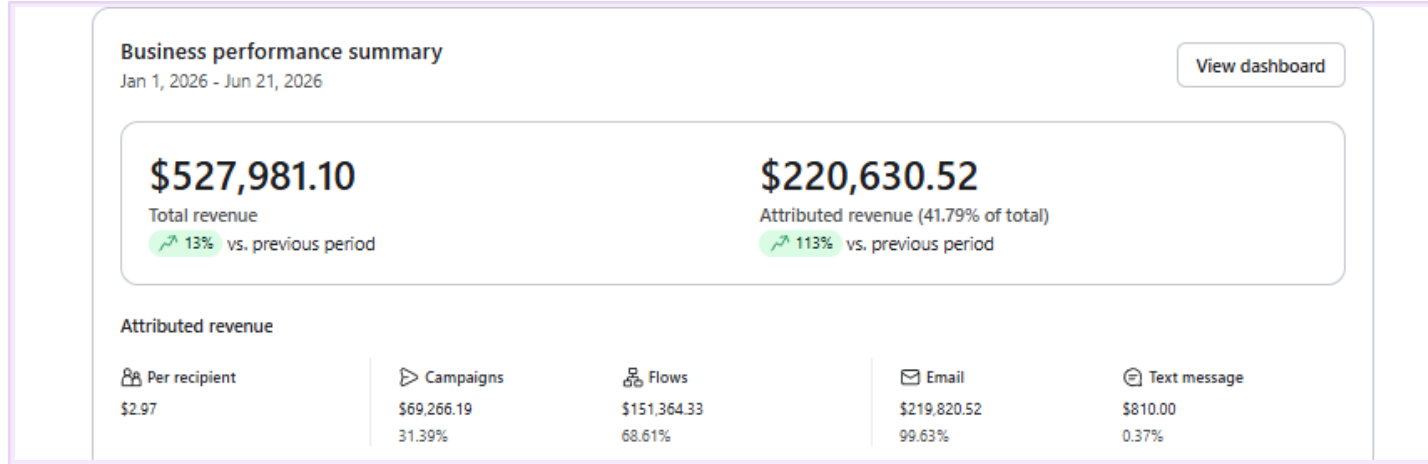 Business performance summary
Jan 1, 2026 - Jun 21, 2026
View dashboard
$527,981.10
Total revenue
13% vs. previous period
$220,630.52
Attributed revenue (41.79% of total)
113% vs. previous period
Attributed revenue
Per recipient
$2.97
Campaigns
$69,266.19
31.39%
Flows
$151,364.33
68.61%
Email
$219,820.52
99.63%
Text message
$810.00
0.37%